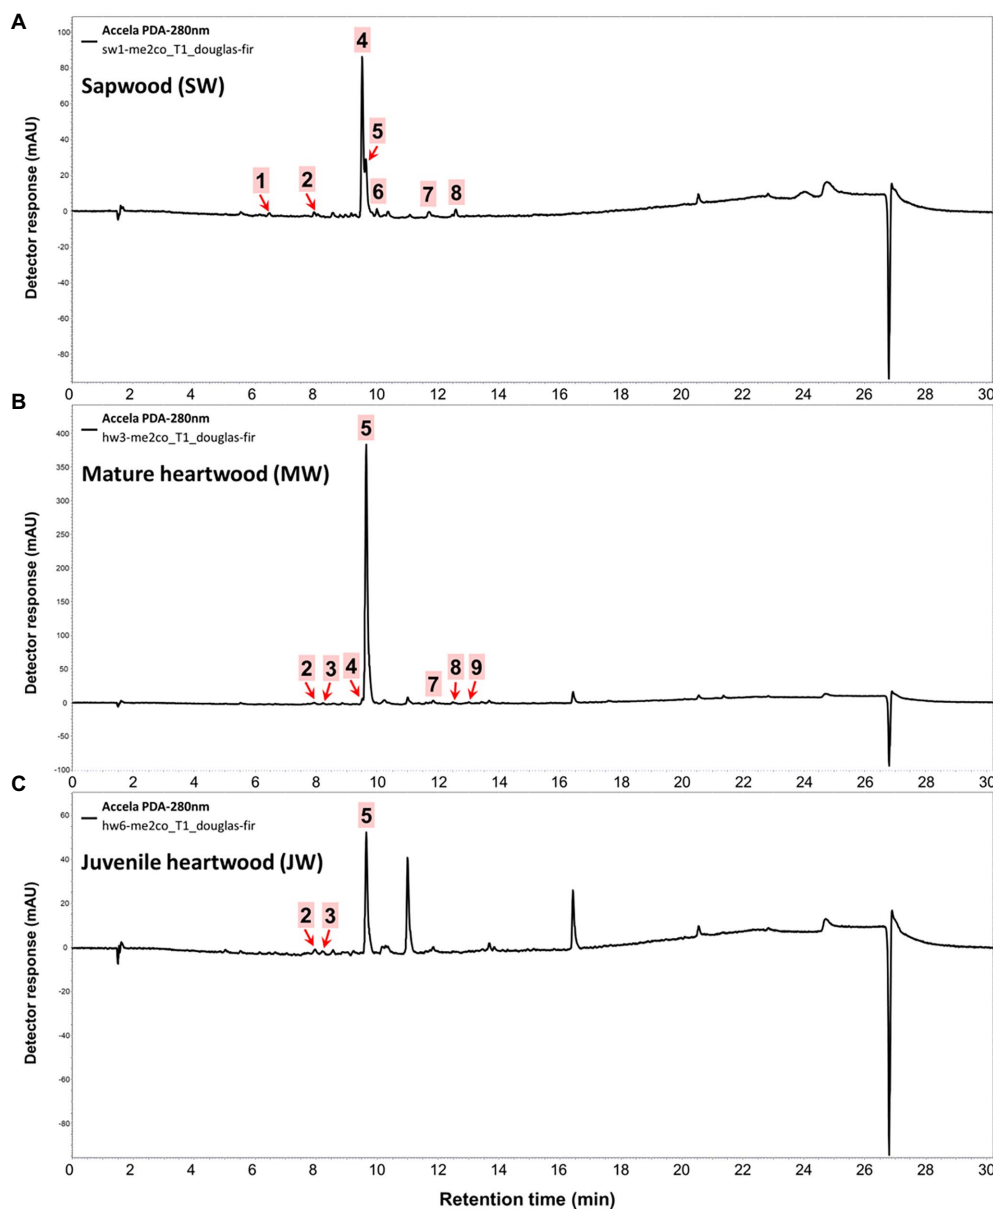 A
Accela PDA-280nm
sw1-me2co_T1_douglas-fir
Sapwood (SW)
Detector response (mAU)
100
80
60
40
20
0
-20
-40
-60
-80
1
2
4
5
6
7
8
0 2 4 6 8 10 12 14 16 18 20 22 24 26 28 30
B
Accela PDA-280nm
hw3-me2co_T1_douglas-fir
Mature heartwood (MW)
Detector response (mAU)
400
350
300
250
200
150
100
50
0
-50
-100
2
3
4
5
7
8
9
0 2 4 6 8 10 12 14 16 18 20 22 24 26 28 30
C
Accela PDA-280nm
hw6-me2co_T1_douglas-fir
Juvenile heartwood (JW)
Detector response (mAU)
60
40
20
0
-20
-40
-60
-80
2
3
5
0 2 4 6 8 10 12 14 16 18 20 22 24 26 28 30
Retention time (min)